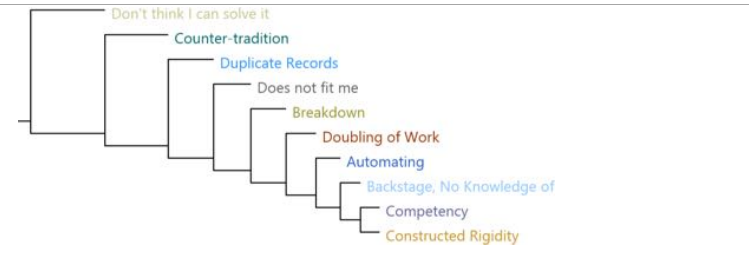 Don't think I can solve it
Counter-tradition
Duplicate Records
Does not fit me
Breakdown
Doubling of Work
Automating
Backstage, No Knowledge of
Competency
Constructed Rigidity